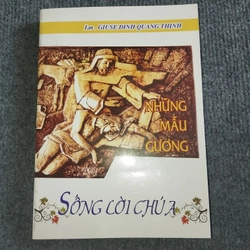 Lm. GIUSE ĐINH QUANG THỊNH
NHỮNG
MẪU
GƯƠNG
SỐNG LỜI CHÚA